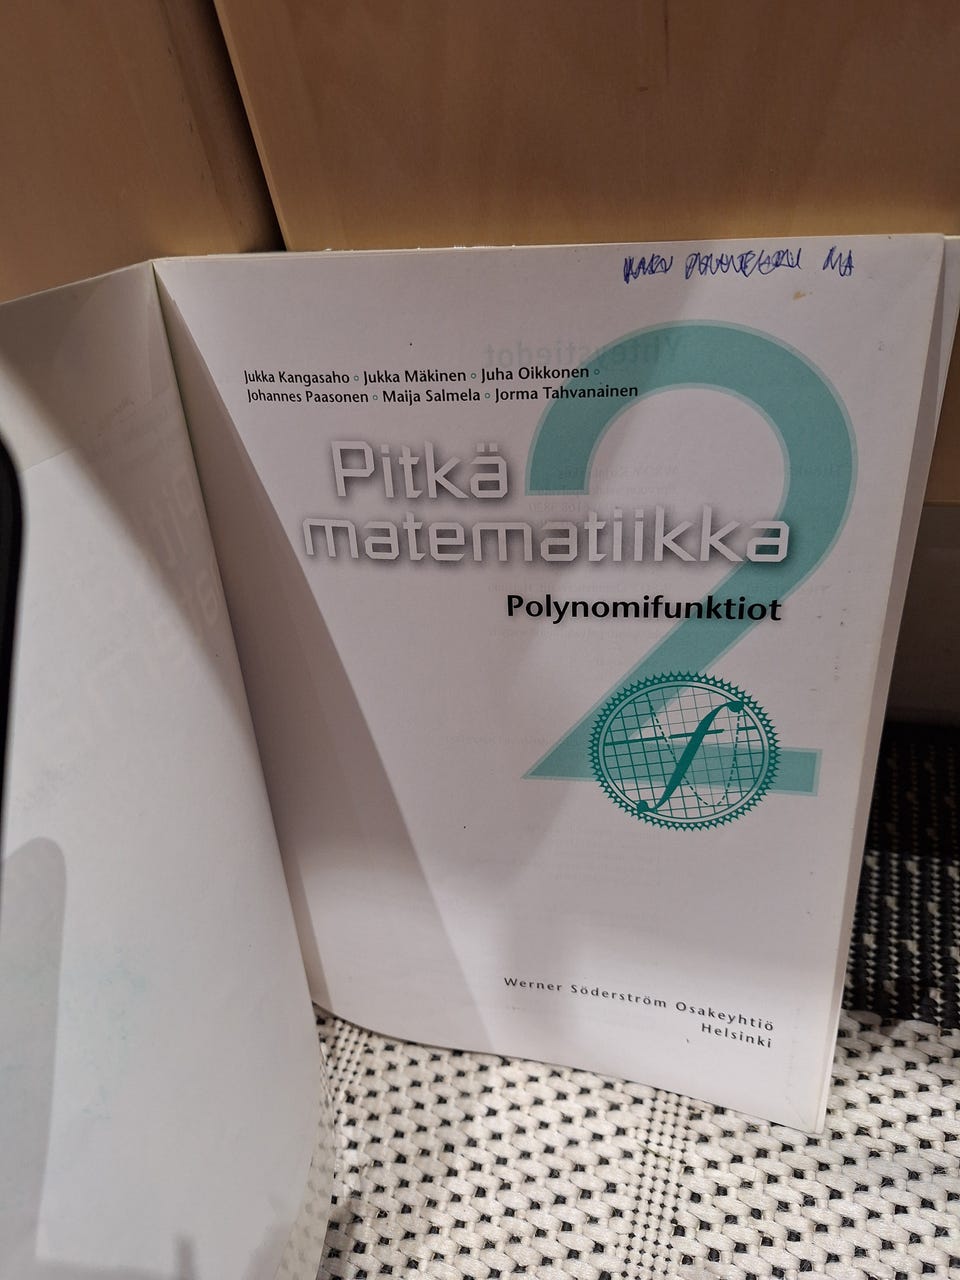 Jukka Kangasaho ◦ Jukka Mäkinen ◦ Juha Oikkonen ◦
Johannes Paasonen ◦ Maija Salmela ◦ Jorma Tahvanainen
2
Pitkä
matematiikka
Polynomifunktiot
f
Werner Söderström Osakeyhtiö
Helsinki